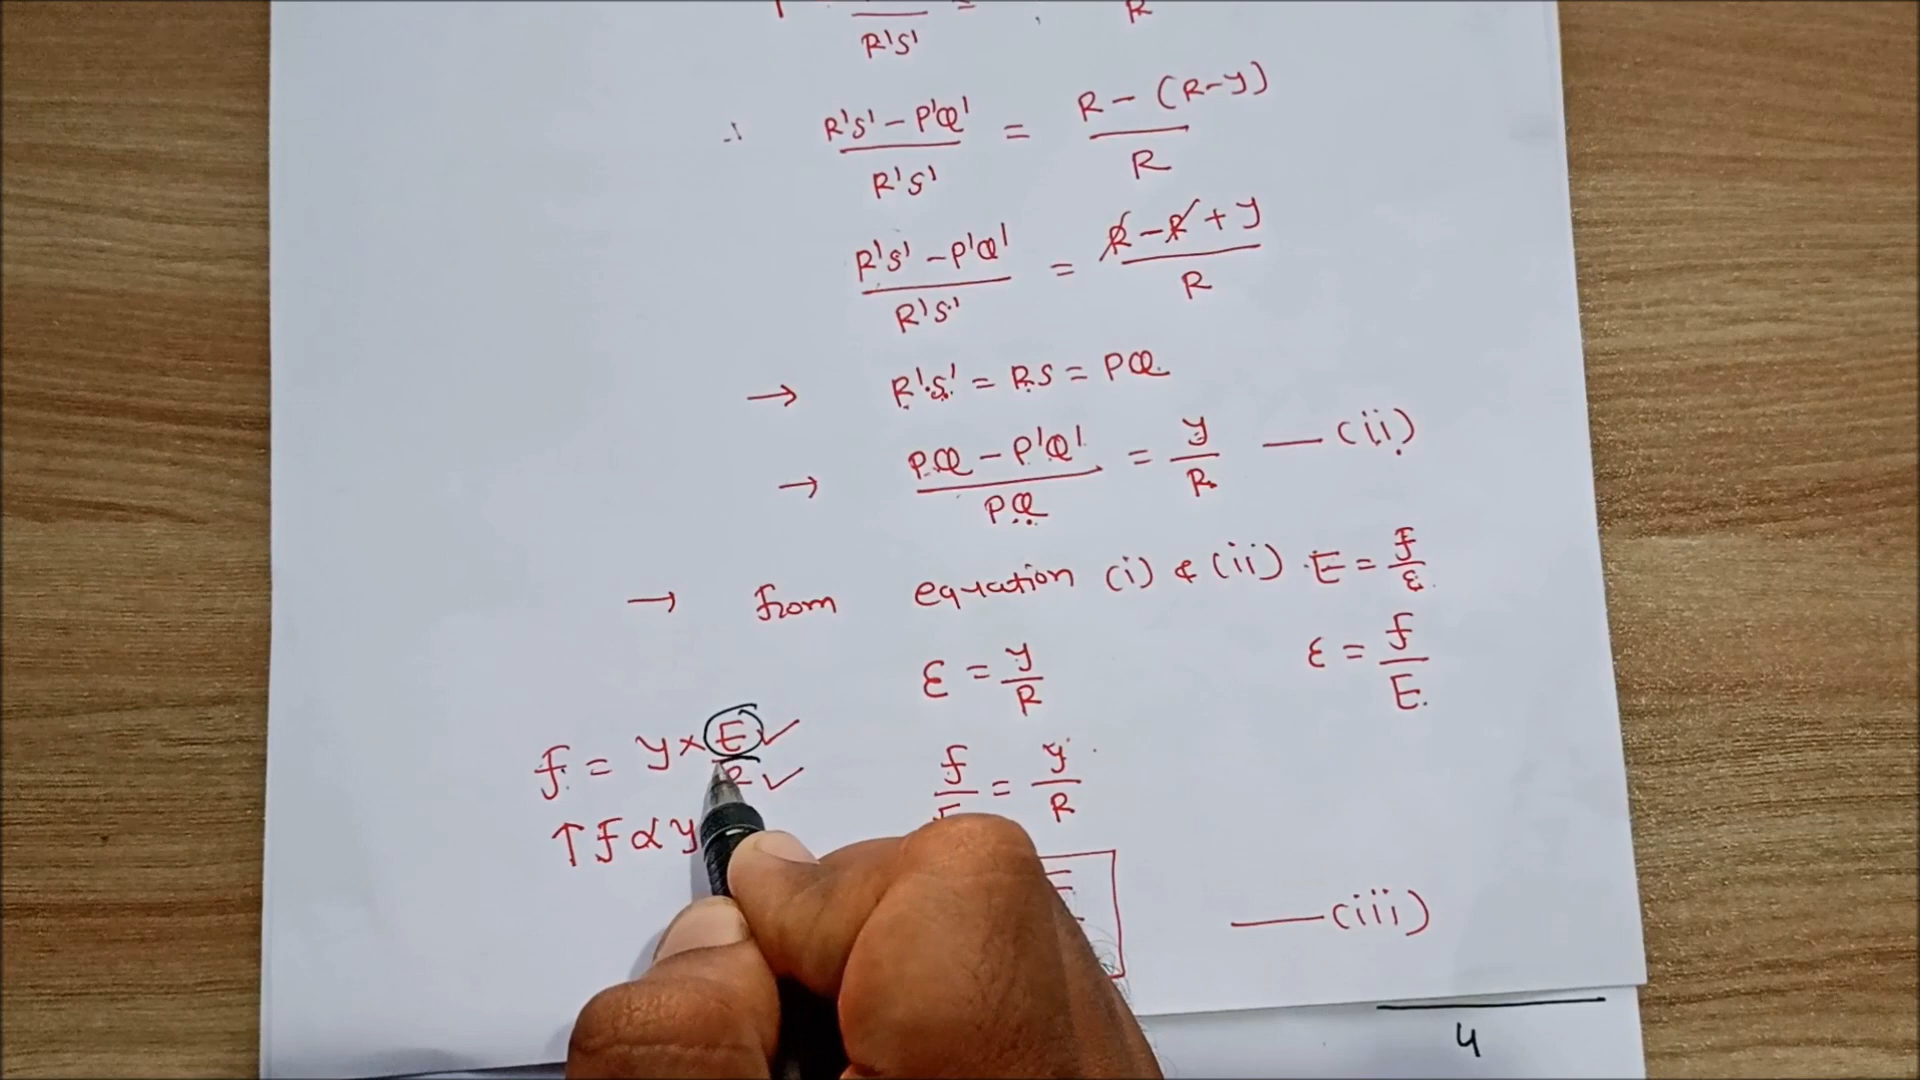 R'S'
R
∴ R'S' - P'Q' / R'S' = R - (R-y) / R
R'S' - P'Q' / R'S' = R - R + y / R
→ R'S' = RS = PQ
→ PQ - P'Q' / PQ = y / R — (ii)
→ From equation (i) & (ii) E = f / ε
ε = y / R
ε = f / E
f = y × E / R
f / E = y / R
↑ f α y
— (iii)
4